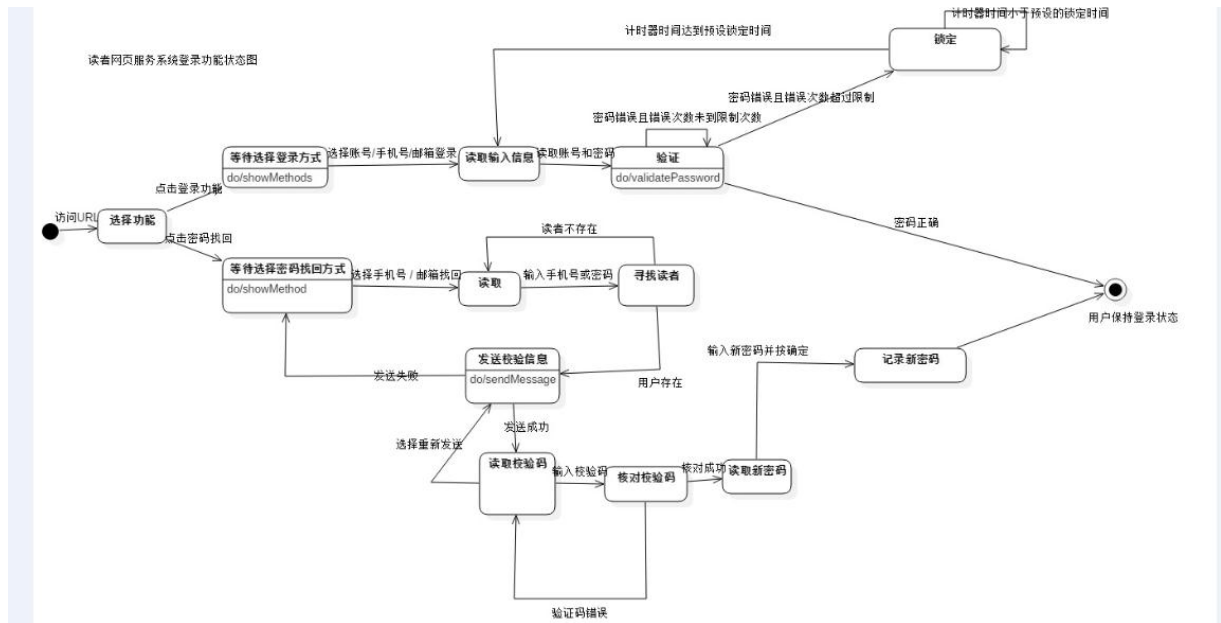 计时器时间小于预设的锁定时间
计时器时间达到预设锁定时间
锁定
读者网页服务系统登录功能状态图
密码错误且错误次数超过限制
密码错误且错误次数未到限制次数
等待选择登录方式
do/showMethods
选择账号/手机号/邮箱登录
读取输入信息
读取账号和密码
验证
do/validatePassword
点击登录功能
访问URL
选择功能
密码正确
点击密码找回
读者不存在
等待选择密码找回方式
do/showMethod
选择手机号 / 邮箱找回
读取
输入手机号或密码
寻找读者
用户保持登录状态
发送校验信息
do/sendMessage
发送失败
用户存在
输入新密码并按确定
记录新密码
选择重新发送
发送成功
读取校验码
输入校验码
核对校验码
核对成功
读取新密码
验证码错误